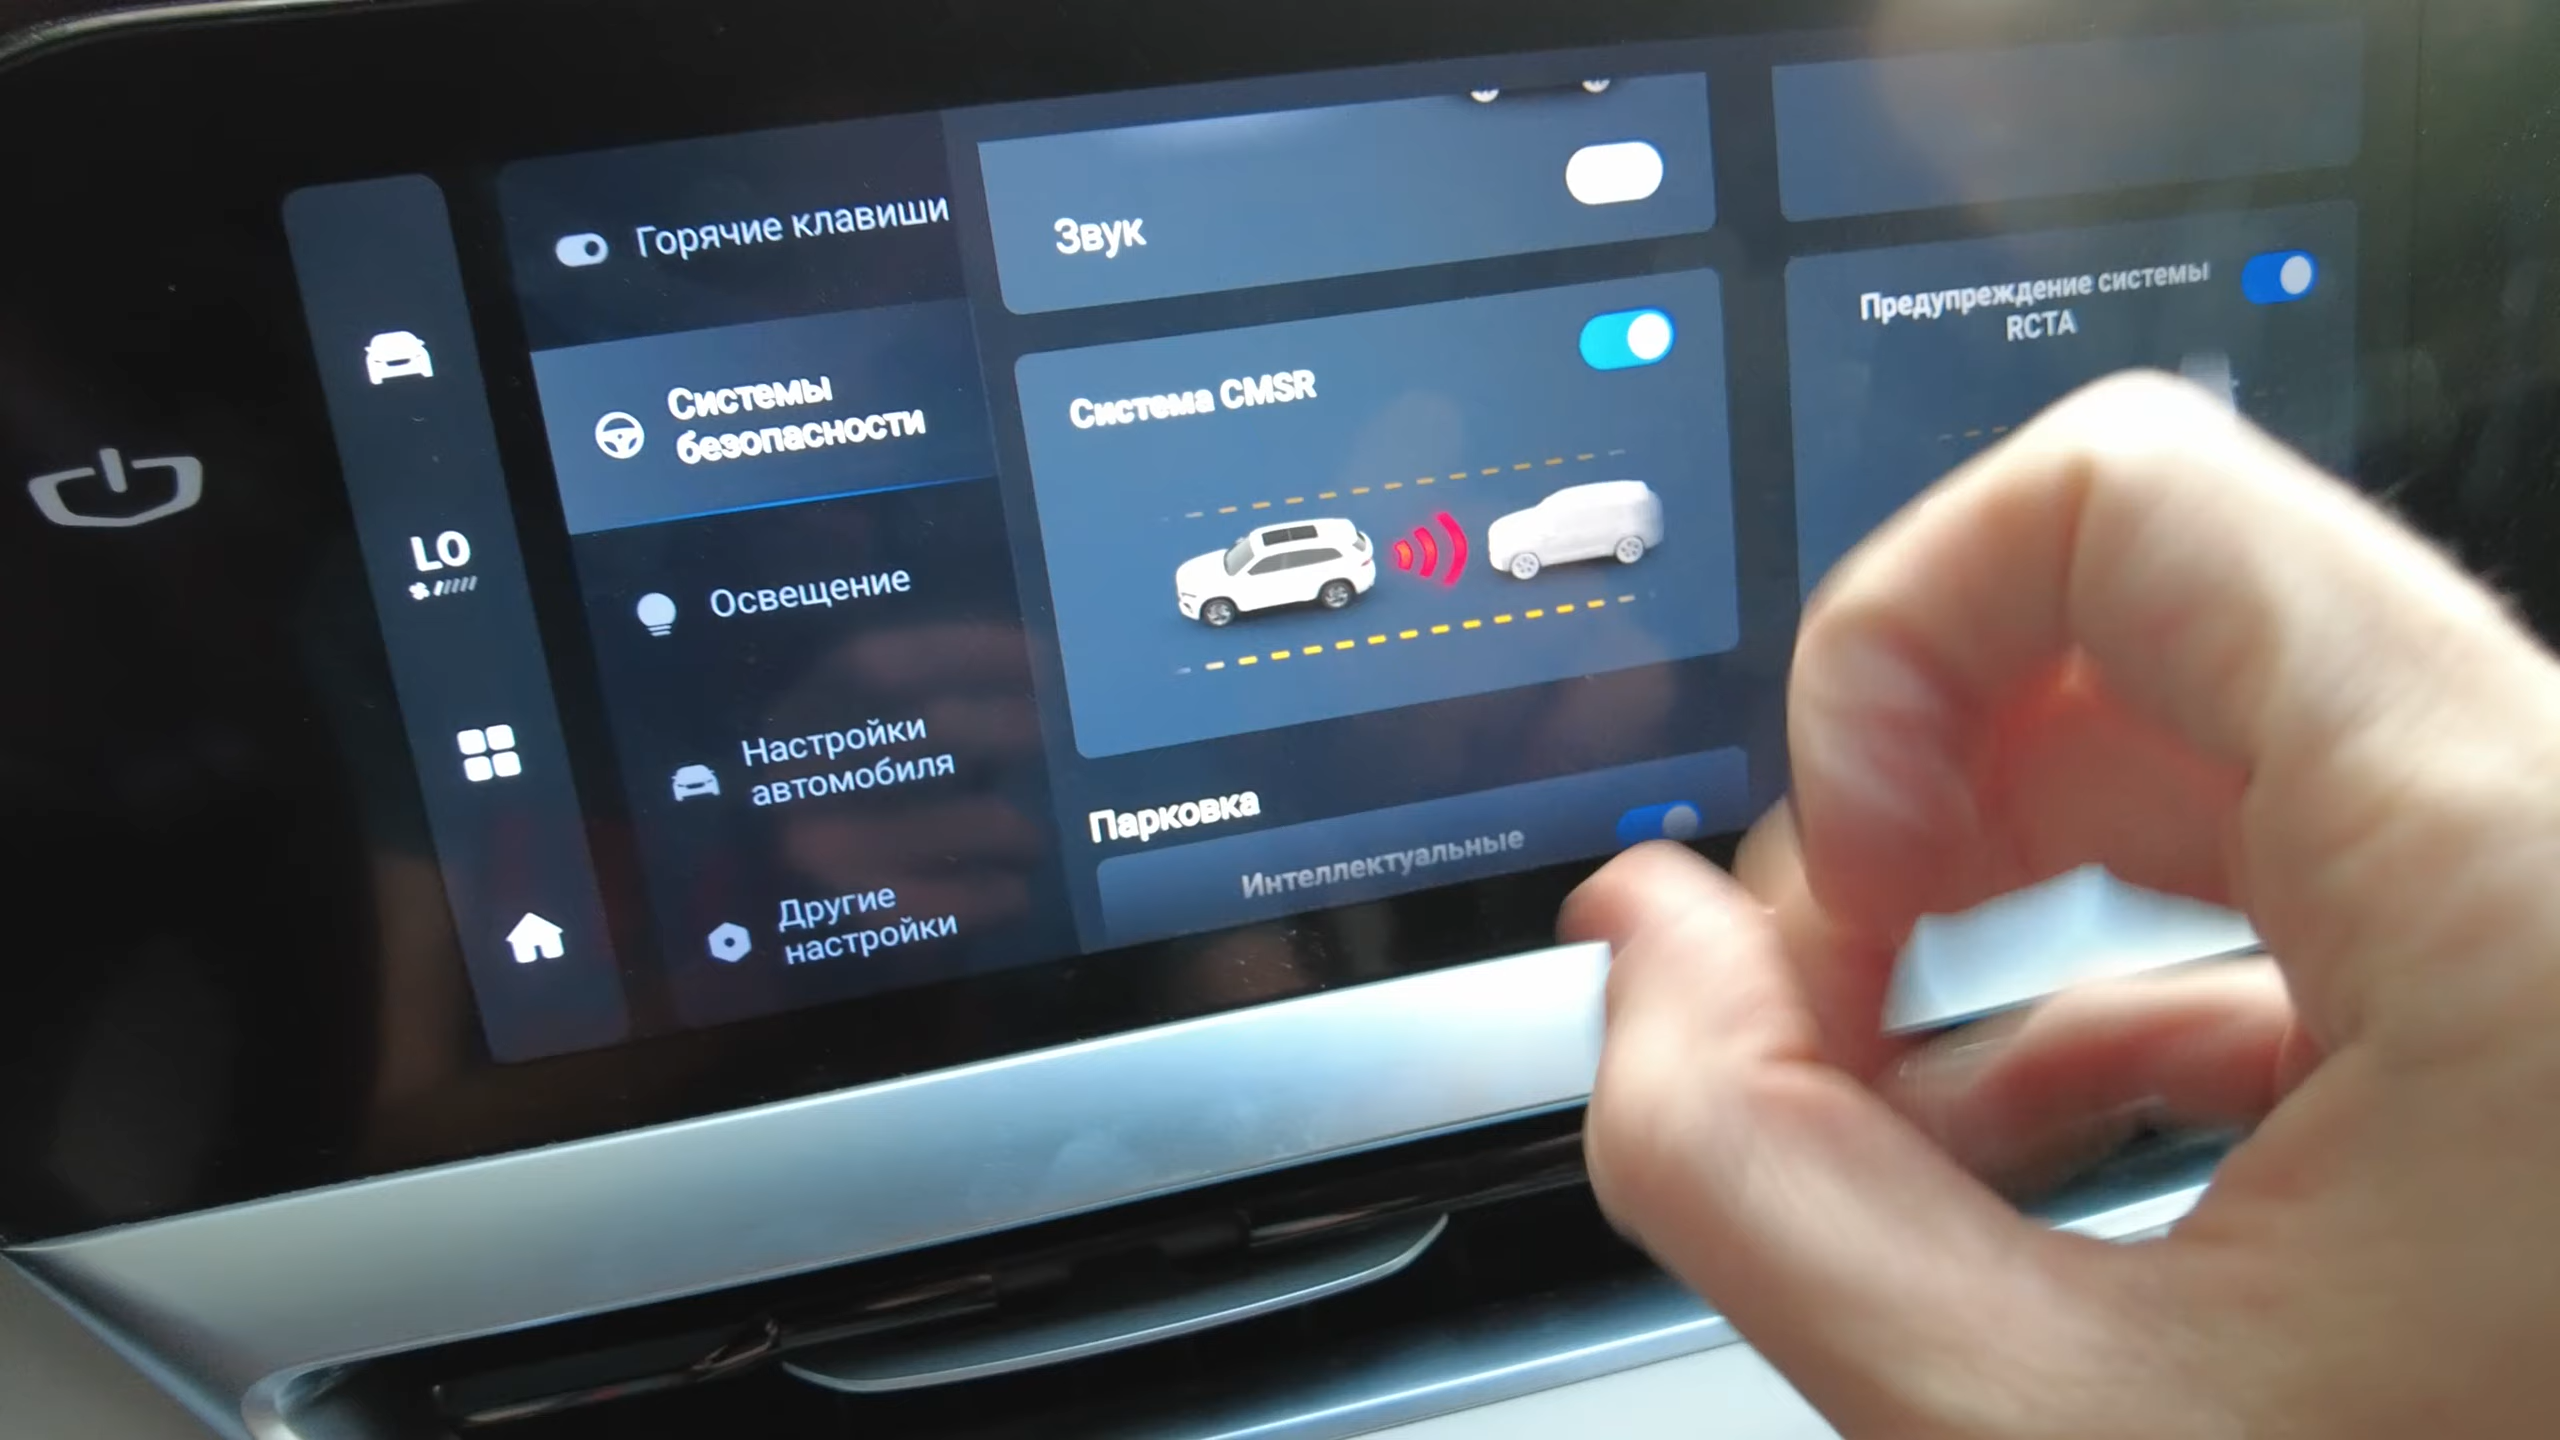 Горячие клавиши
Системы
безопасности
LO
Освещение
Настройки
автомобиля
Другие
настройки
Звук
Система CMSR
Парковка
Интеллектуальные
Предупреждение системы
RCTA